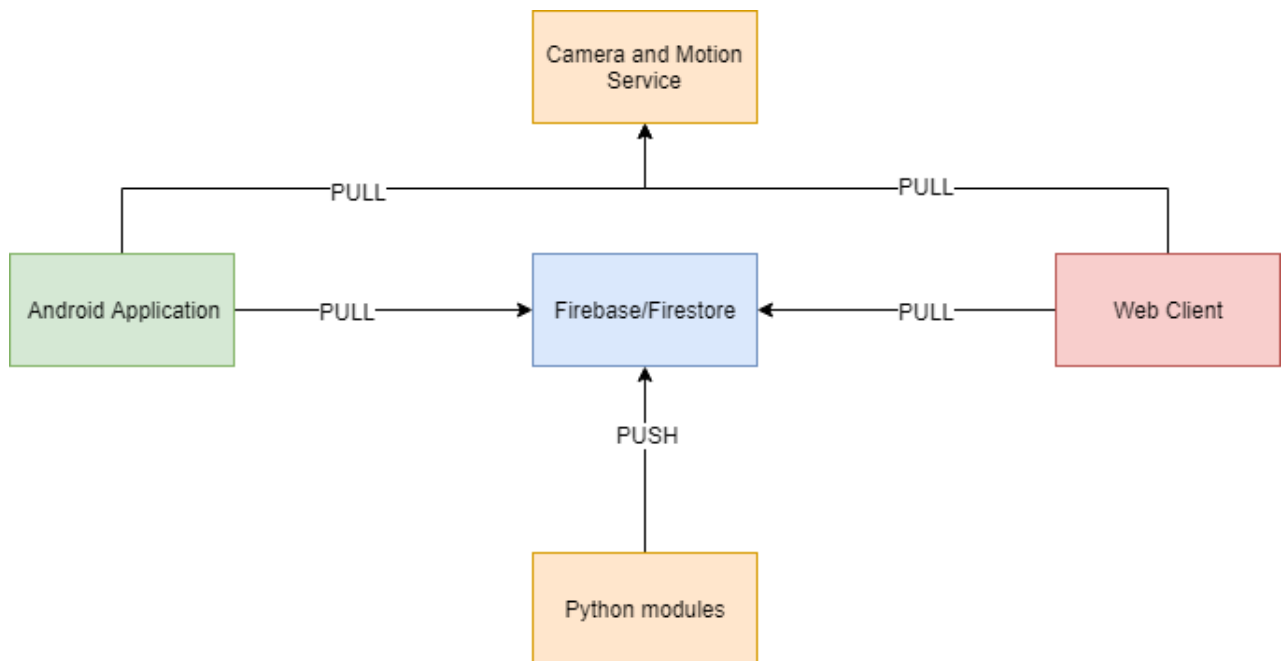 Camera and Motion
Service
PULL
PULL
Android Application
PULL
Firebase/Firestore
PULL
Web Client
PUSH
Python modules